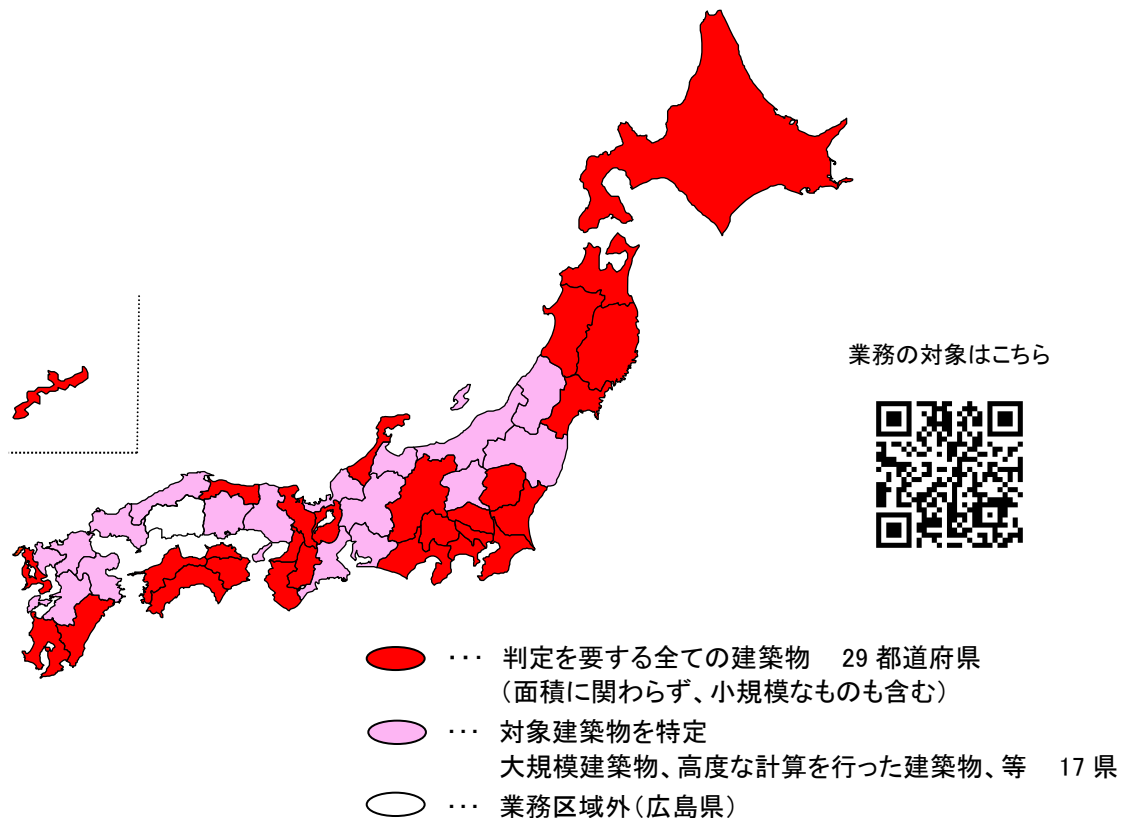 業務の対象はこちら
･･･ 判定を要する全ての建築物　29 都道府県
（面積に関わらず、小規模なものも含む）
･･･ 対象建築物を特定
大規模建築物、高度な計算を行った建築物、等　17 県
･･･ 業務区域外（広島県）